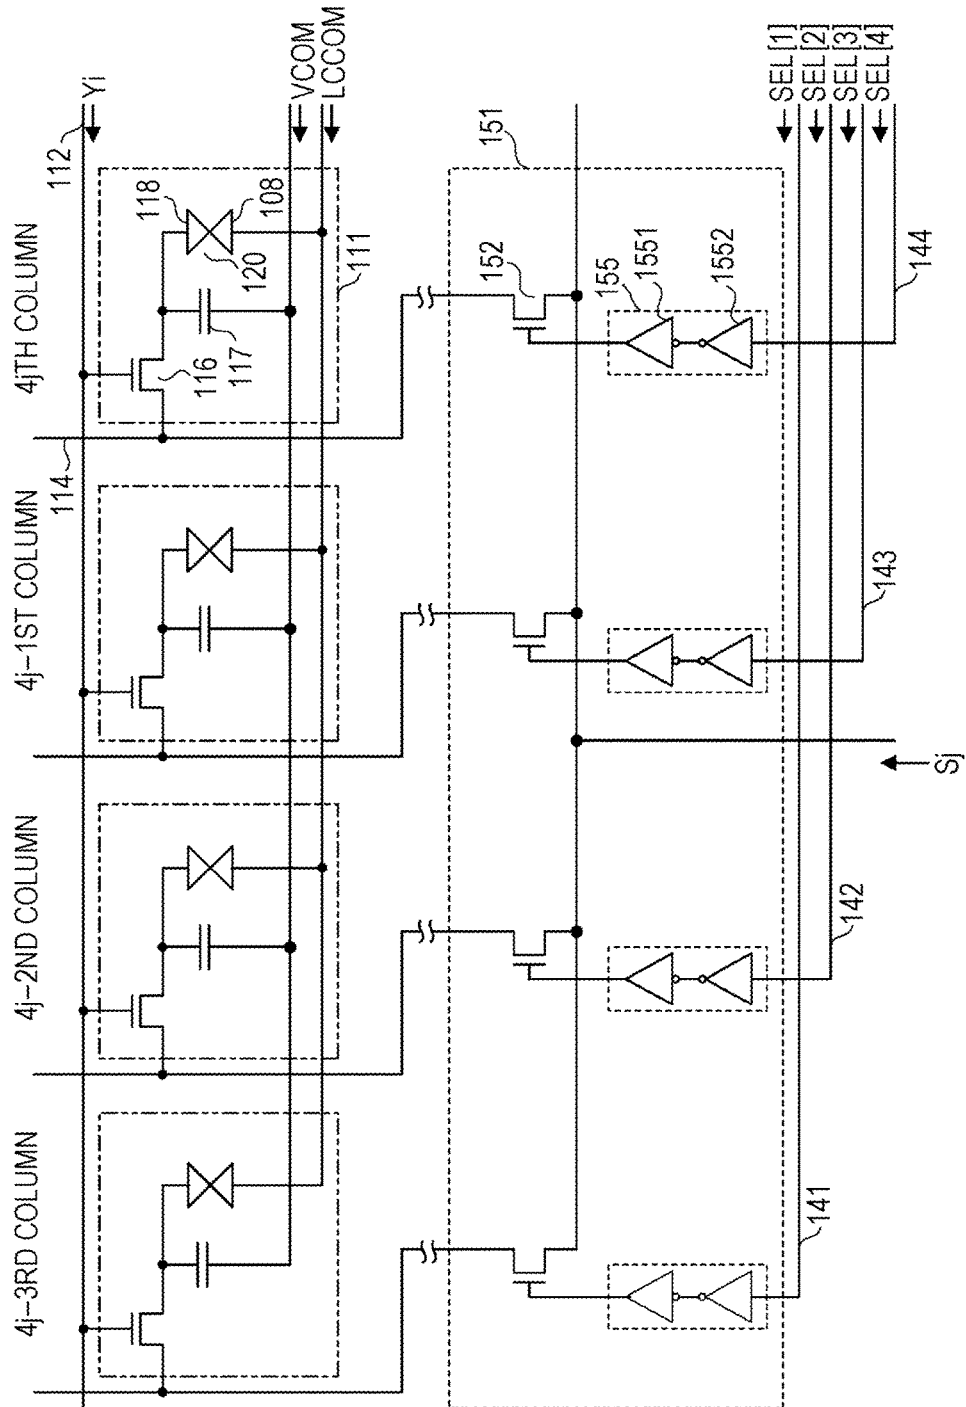 4j-3RD COLUMN
4j-2ND COLUMN
4j-1ST COLUMN
4jTH COLUMN
114
112
Yi
118
116
108
120
117
VCOM
LCCOM
111
151
152
155
1551
1552
SEL[1]
SEL[2]
SEL[3]
SEL[4]
141
142
143
144
Sj